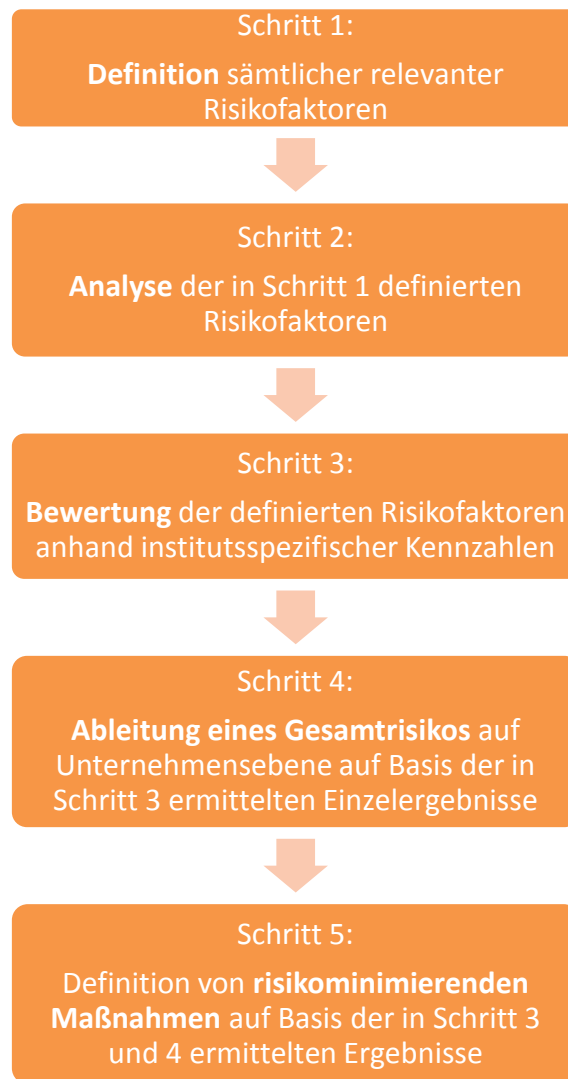 Schritt 1:
Definition sämtlicher relevanter
Risikofaktoren
Schritt 2:
Analyse der in Schritt 1 definierten
Risikofaktoren
Schritt 3:
Bewertung der definierten Risikofaktoren
anhand institutsspezifischer Kennzahlen
Schritt 4:
Ableitung eines Gesamtrisikos auf
Unternehmensebene auf Basis der in
Schritt 3 ermittelten Einzelergebnisse
Schritt 5:
Definition von risikominimierenden
Maßnahmen auf Basis der in Schritt 3
und 4 ermittelten Ergebnisse